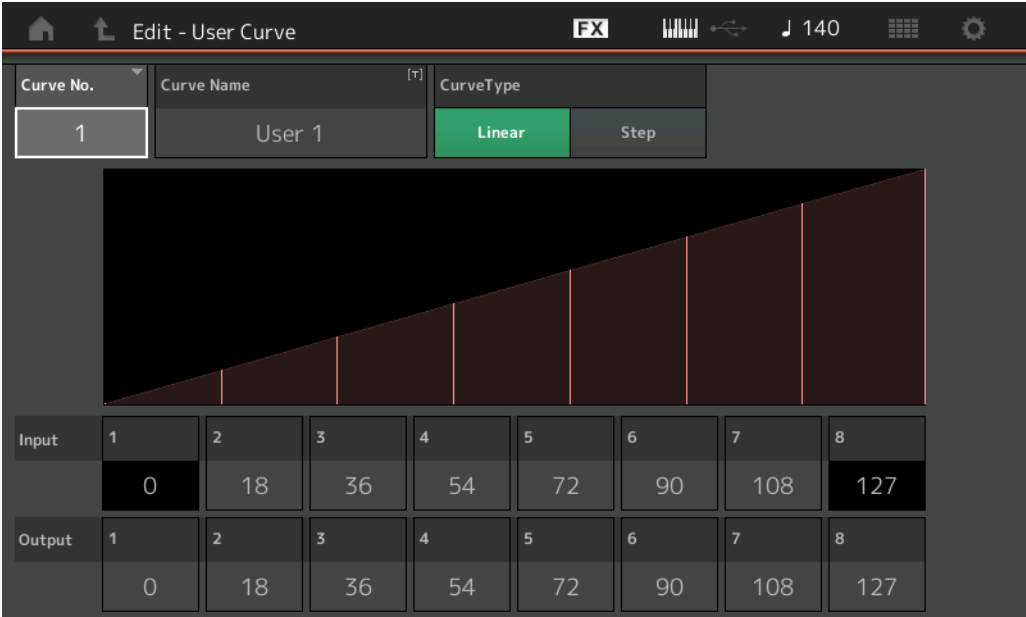 Edit - User Curve FX 140
Curve No. Curve Name [T] CurveType
1 User 1 Linear Step
Input 1 2 3 4 5 6 7 8
0 18 36 54 72 90 108 127
Output 1 2 3 4 5 6 7 8
0 18 36 54 72 90 108 127